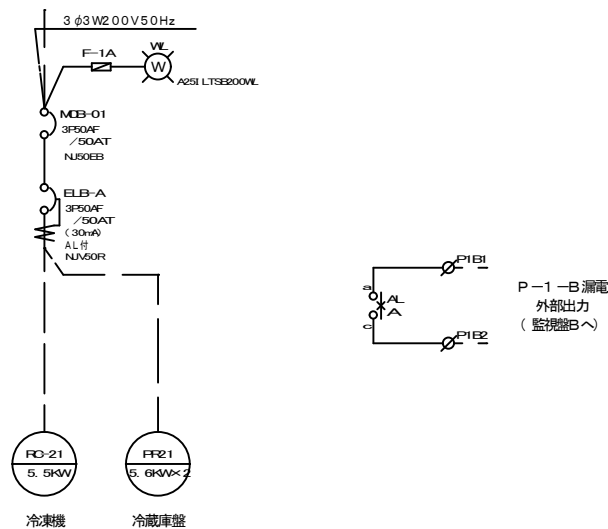 3φ3W200V50Hz
F-1A
WL
W
A25ILTSB200WL
MCB-01
3P50AF
/50AT
NJ50EB
ELB-A
3P50AF
/50AT
(30mA)
AL付
NJV50R
P1B1
a
AL
A
c
P1B2
P-1-B漏電
外部出力
(監視盤Bへ)
RC-21
5.5KW
PR21
5.6KW×2
冷凍機
冷蔵庫盤